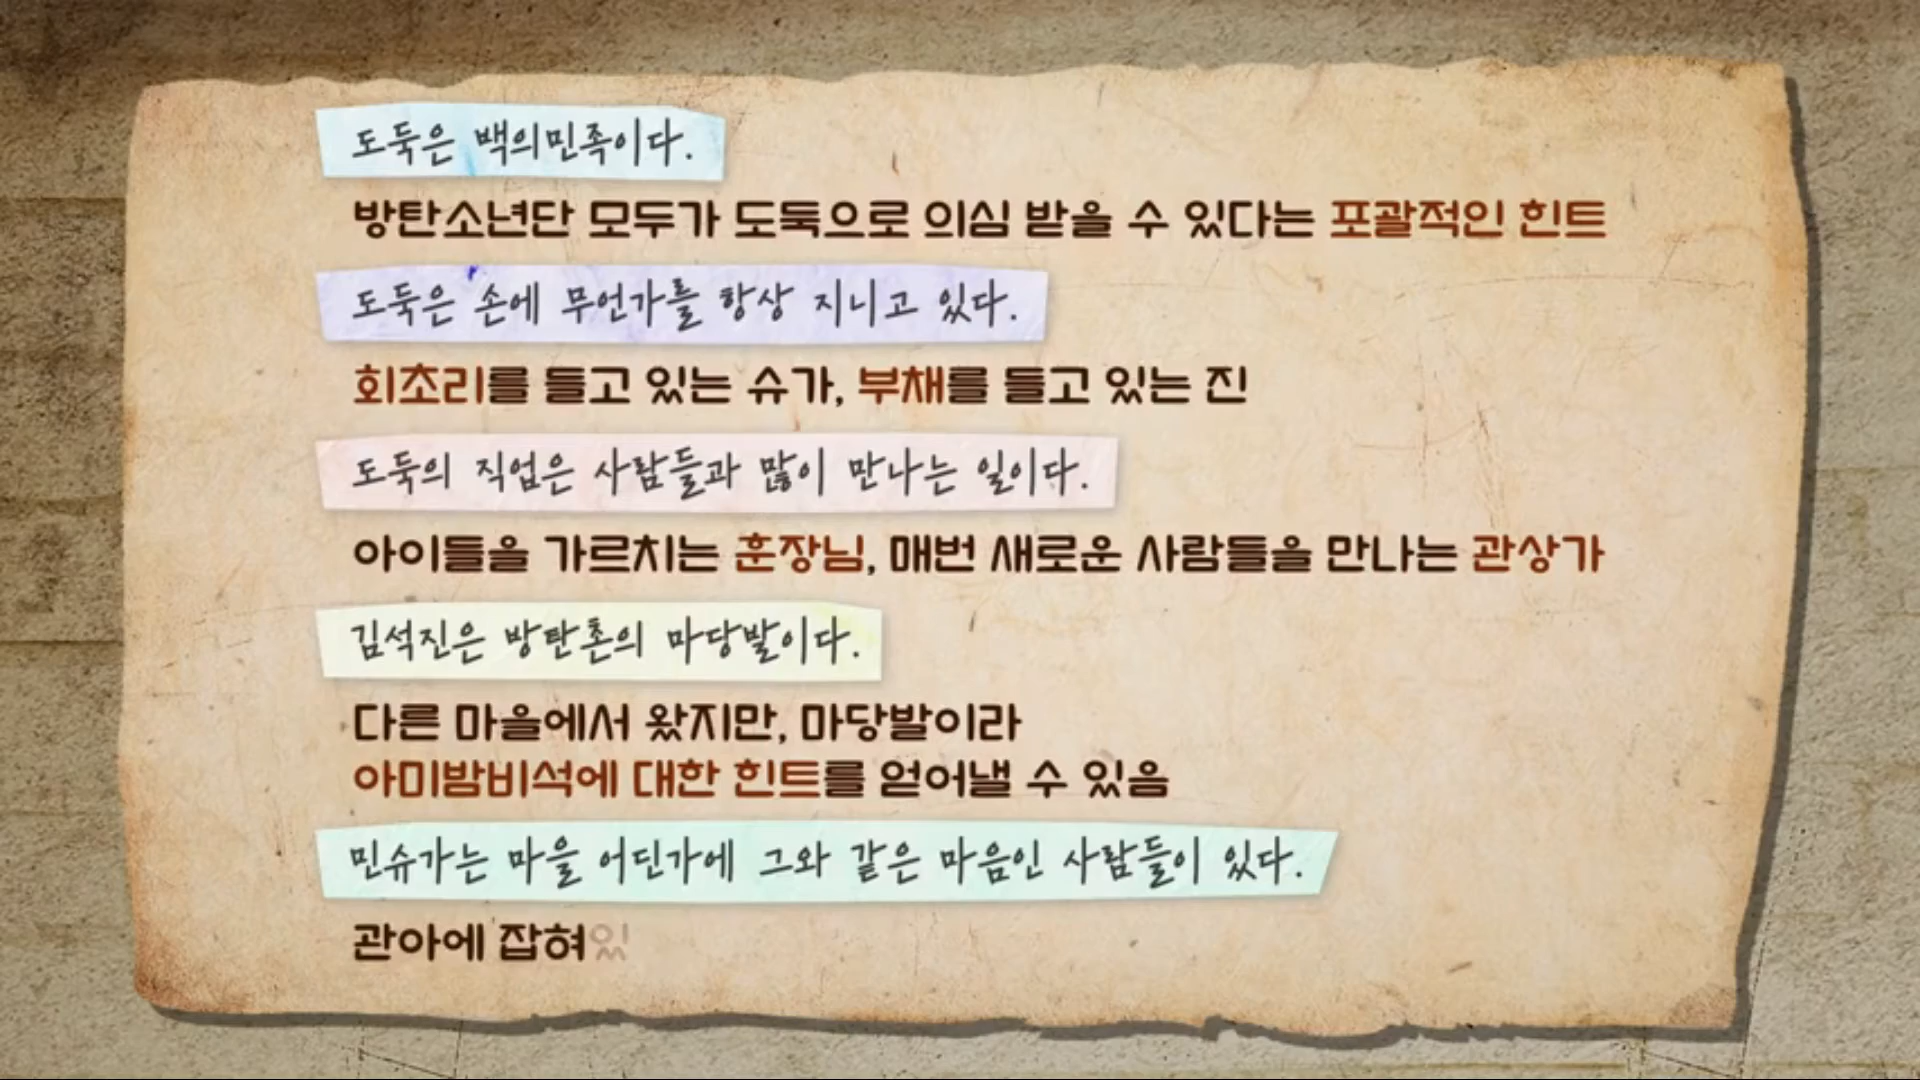 도둑은 백의민족이다.
방탄소년단 모두가 도둑으로 의심 받을 수 있다는 포괄적인 힌트
도둑은 손에 무언가를 항상 지니고 있다.
회초리를 들고 있는 슈가, 부채를 들고 있는 진
도둑의 직업은 사람들과 많이 만나는 일이다.
아이들을 가르치는 훈장님, 매번 새로운 사람들을 만나는 관상가
김석진은 방탄촌의 마당발이다.
다른 마을에서 왔지만, 마당발이라
아미밤비석에 대한 힌트를 얻어낼 수 있음
민슈가는 마을 어딘가에 그와 같은 마음인 사람들이 있다.
관아에 잡혀있